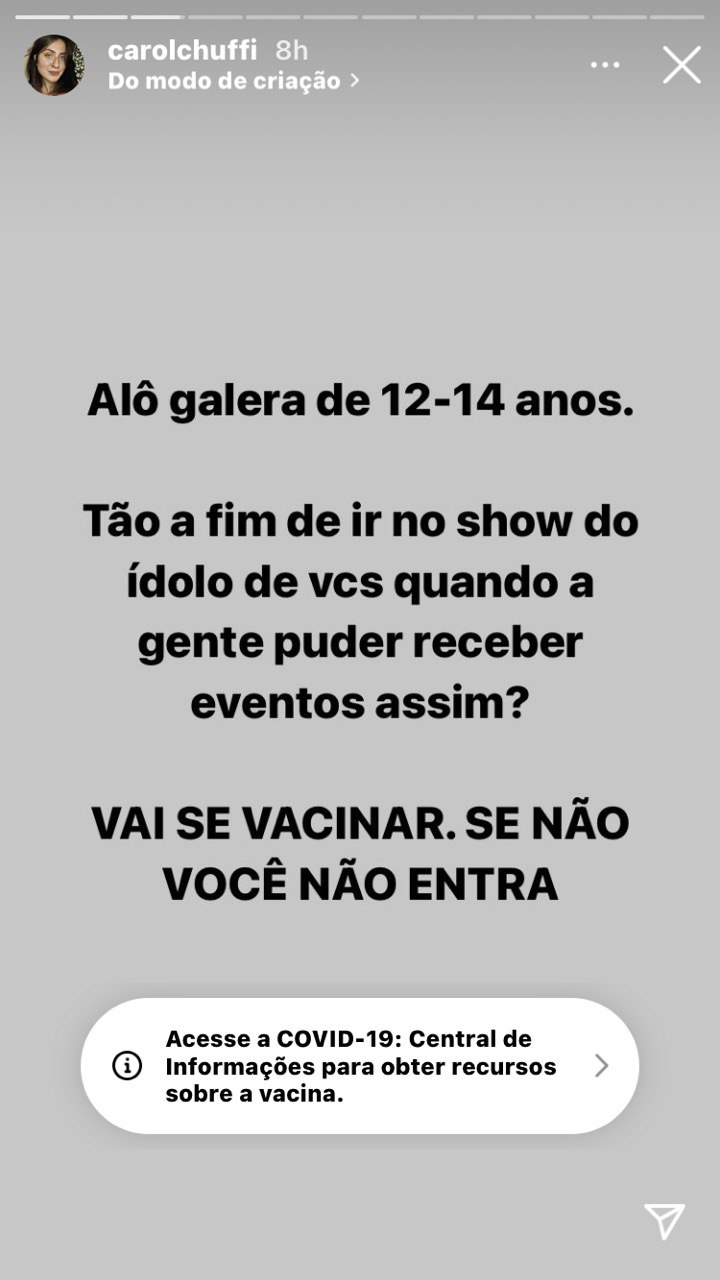 carolchuffi 8h
Do modo de criação
Alô galera de 12-14 anos.
Tão a fim de ir no show do
ídolo de vcs quando a
gente puder receber
eventos assim?
VAI SE VACINAR. SE NÃO
VOCÊ NÃO ENTRA
Acesse a COVID-19: Central de
Informações para obter recursos
sobre a vacina.